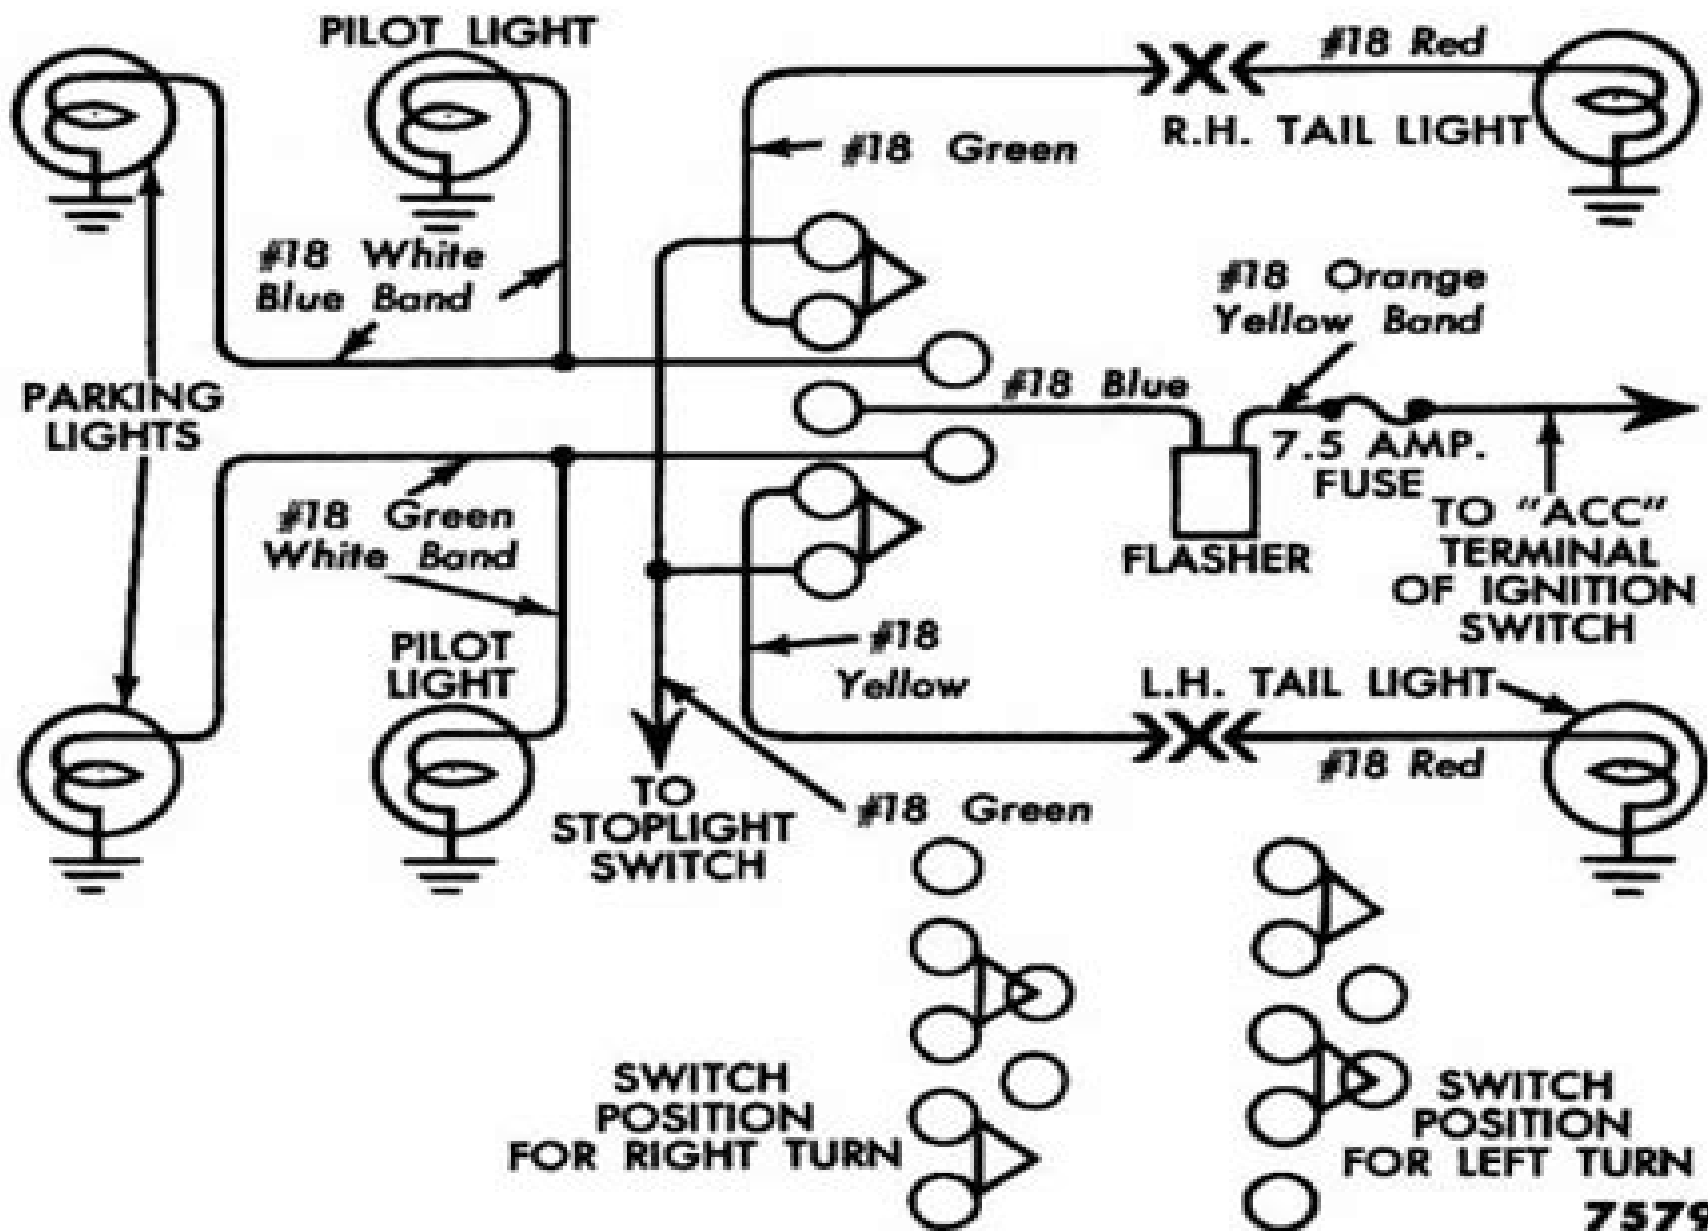 PILOT LIGHT
#18 Red
R.H. TAIL LIGHT
#18 Green
#18 White
Blue Band
#18 Orange
Yellow Band
PARKING
LIGHTS
#18 Blue
7.5 AMP.
FUSE
TO "ACC"
TERMINAL
OF IGNITION
SWITCH
FLASHER
#18 Green
White Band
PILOT
LIGHT
#18
Yellow
L.H. TAIL LIGHT
#18 Red
TO
STOPLIGHT
SWITCH
#18 Green
SWITCH
POSITION
FOR RIGHT TURN
SWITCH
POSITION
FOR LEFT TURN
7579